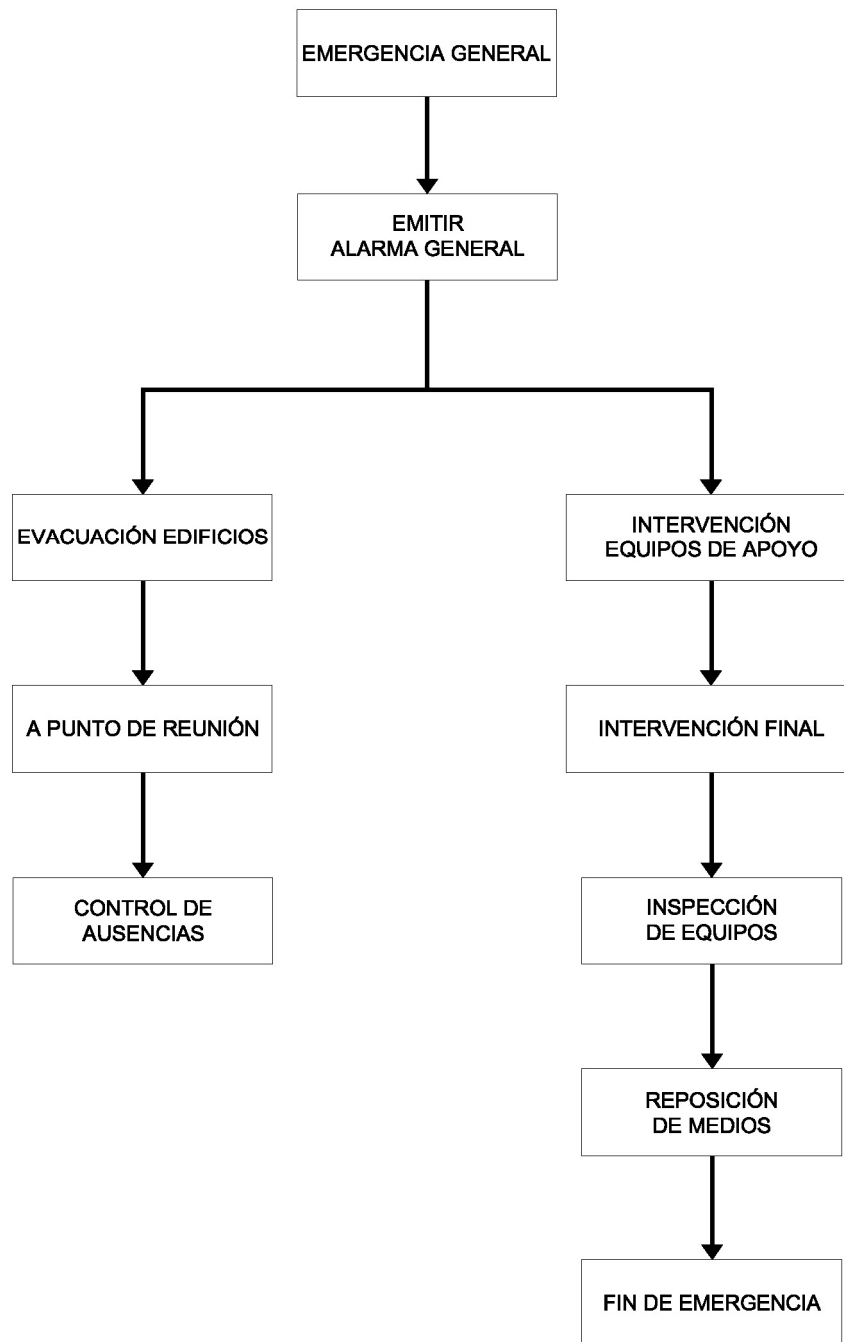 EMERGENCIA GENERAL
EMITIR
ALARMA GENERAL
EVACUACIÓN EDIFICIOS
INTERVENCIÓN
EQUIPOS DE APOYO
A PUNTO DE REUNIÓN
INTERVENCIÓN FINAL
CONTROL DE
AUSENCIAS
INSPECCIÓN
DE EQUIPOS
REPOSICIÓN
DE MEDIOS
FIN DE EMERGENCIA